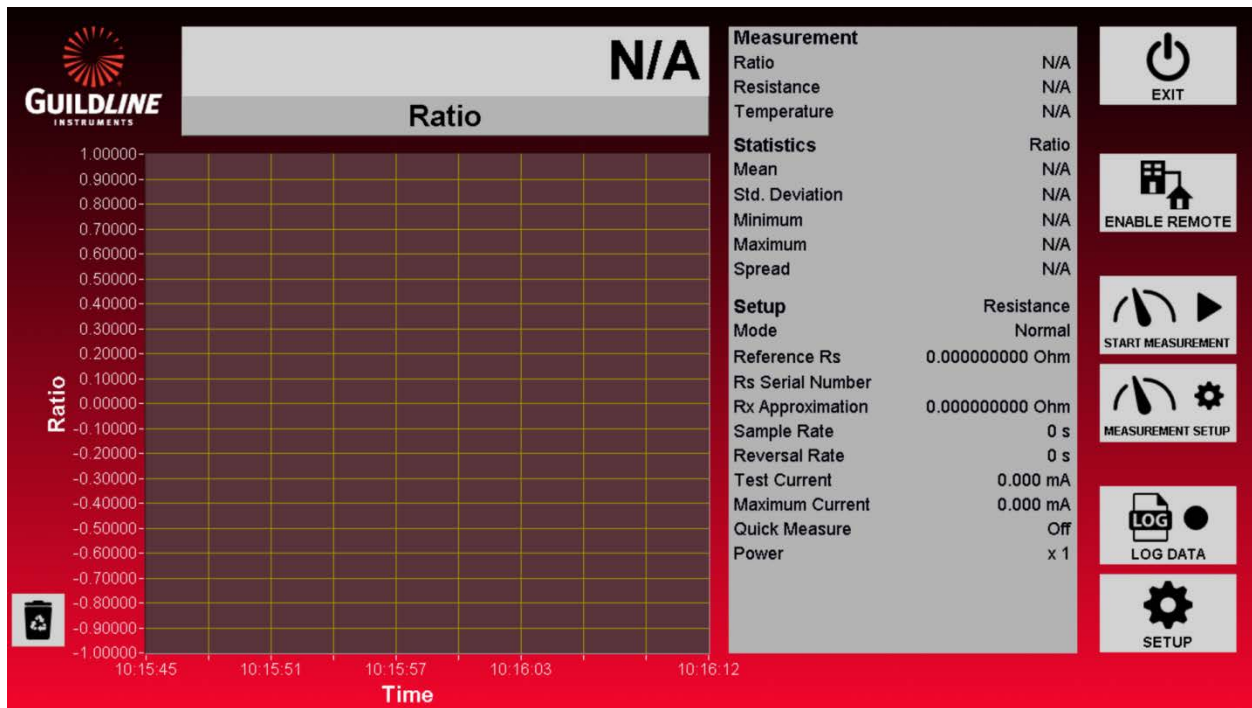 GUILDLINE
INSTRUMENTS
N/A
Ratio
1.00000
0.90000
0.80000
0.70000
0.60000
0.50000
0.40000
0.30000
0.20000
0.10000
0.00000
-0.10000
-0.20000
-0.30000
-0.40000
-0.50000
-0.60000
-0.70000
-0.80000
-0.90000
-1.00000
Ratio
10:15:45 10:15:51 10:15:57 10:16:03 10:16:12
Time
Measurement
Ratio N/A
Resistance N/A
Temperature N/A
Statistics Ratio
Mean N/A
Std. Deviation N/A
Minimum N/A
Maximum N/A
Spread N/A
Setup Resistance
Mode Normal
Reference Rs 0.000000000 Ohm
Rs Serial Number
Rx Approximation 0.000000000 Ohm
Sample Rate 0 s
Reversal Rate 0 s
Test Current 0.000 mA
Maximum Current 0.000 mA
Quick Measure Off
Power x 1
EXIT
ENABLE REMOTE
START MEASUREMENT
MEASUREMENT SETUP
LOG
LOG DATA
SETUP